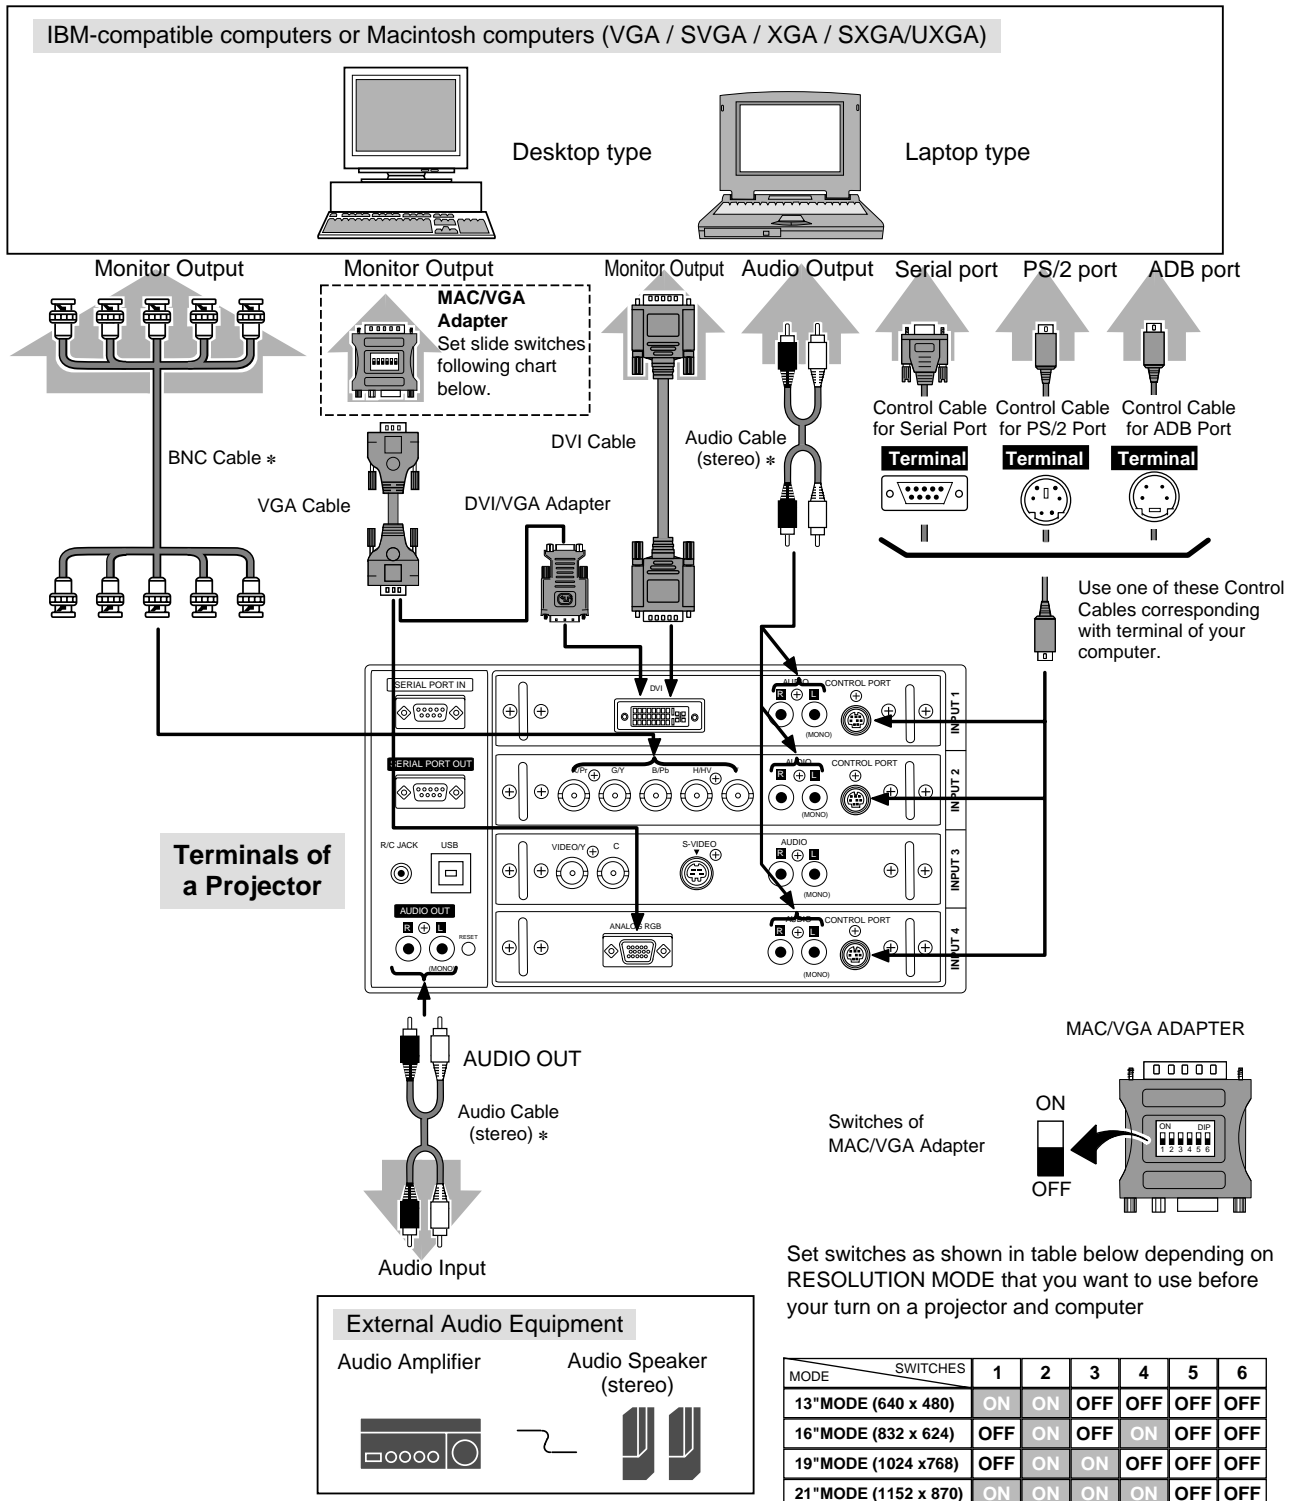 IBM-compatible computers or Macintosh computers (VGA / SVGA / XGA / SXGA/UXGA)
Desktop type
Laptop type
Monitor Output
Monitor Output
Monitor Output
Audio Output
Serial port
PS/2 port
ADB port
MAC/VGA
Adapter
Set slide switches
following chart
below.
BNC Cable *
VGA Cable
DVI/VGA Adapter
DVI Cable
Audio Cable
(stereo) *
Control Cable
for Serial Port
Control Cable
for PS/2 Port
Control Cable
for ADB Port
Terminal
Terminal
Terminal
Use one of these Control
Cables corresponding
with terminal of your
computer.
Terminals of
a Projector
SERIAL PORT IN
SERIAL PORT OUT
R/C JACK
USB
AUDIO OUT
R L
RESET
(MONO)
DVI
AUDIO
R L
(MONO)
CONTROL PORT
INPUT 1
G/Y
B/Pb
H/HV
AUDIO
R L
(MONO)
CONTROL PORT
INPUT 2
VIDEO/Y
C
S-VIDEO
AUDIO
R L
(MONO)
INPUT 3
ANALOG RGB
AUDIO
R L
(MONO)
CONTROL PORT
INPUT 4
AUDIO OUT
Audio Cable
(stereo) *
Audio Input
External Audio Equipment
Audio Amplifier
Audio Speaker
(stereo)
MAC/VGA ADAPTER
Switches of
MAC/VGA Adapter
ON
OFF
ON DIP
1 2 3 4 5 6
Set switches as shown in table below depending on
RESOLUTION MODE that you want to use before
your turn on a projector and computer
MODE SWITCHES 1 2 3 4 5 6
13"MODE (640 x 480) ON ON OFF OFF OFF OFF
16"MODE (832 x 624) OFF ON OFF ON OFF OFF
19"MODE (1024 x768) OFF ON ON OFF OFF OFF
21"MODE (1152 x 870) ON ON ON ON OFF OFF